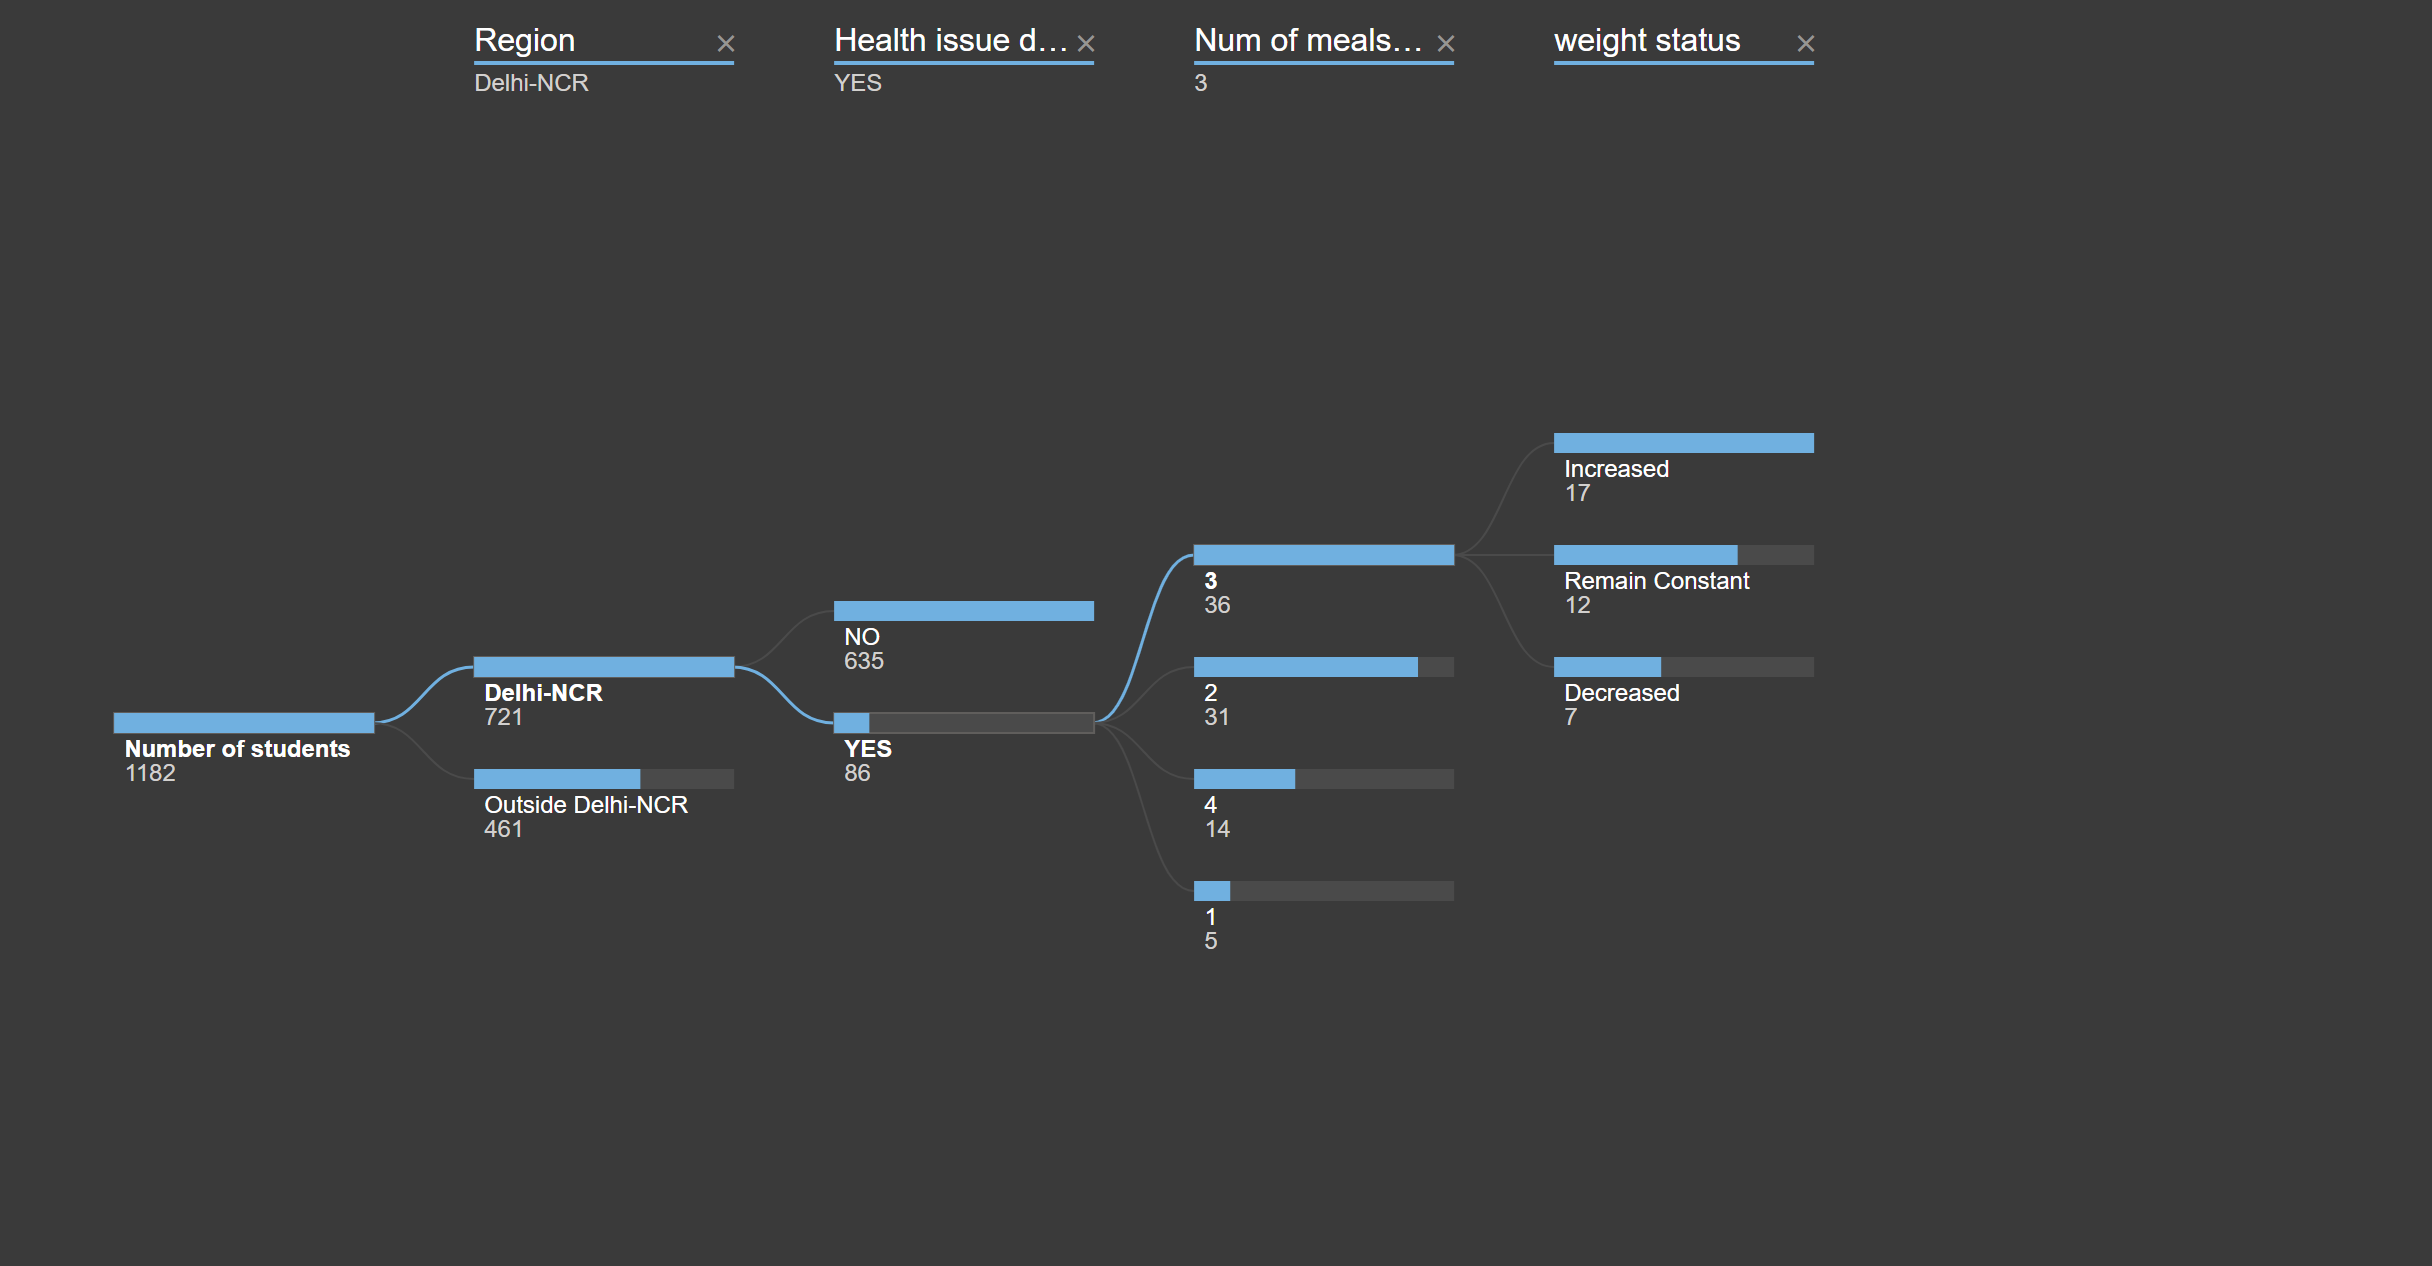 Region
Delhi-NCR
Health issue d...
YES
Num of meals...
3
weight status
Number of students
1182
Delhi-NCR
721
Outside Delhi-NCR
461
NO
635
YES
86
3
36
2
31
4
14
1
5
Increased
17
Remain Constant
12
Decreased
7